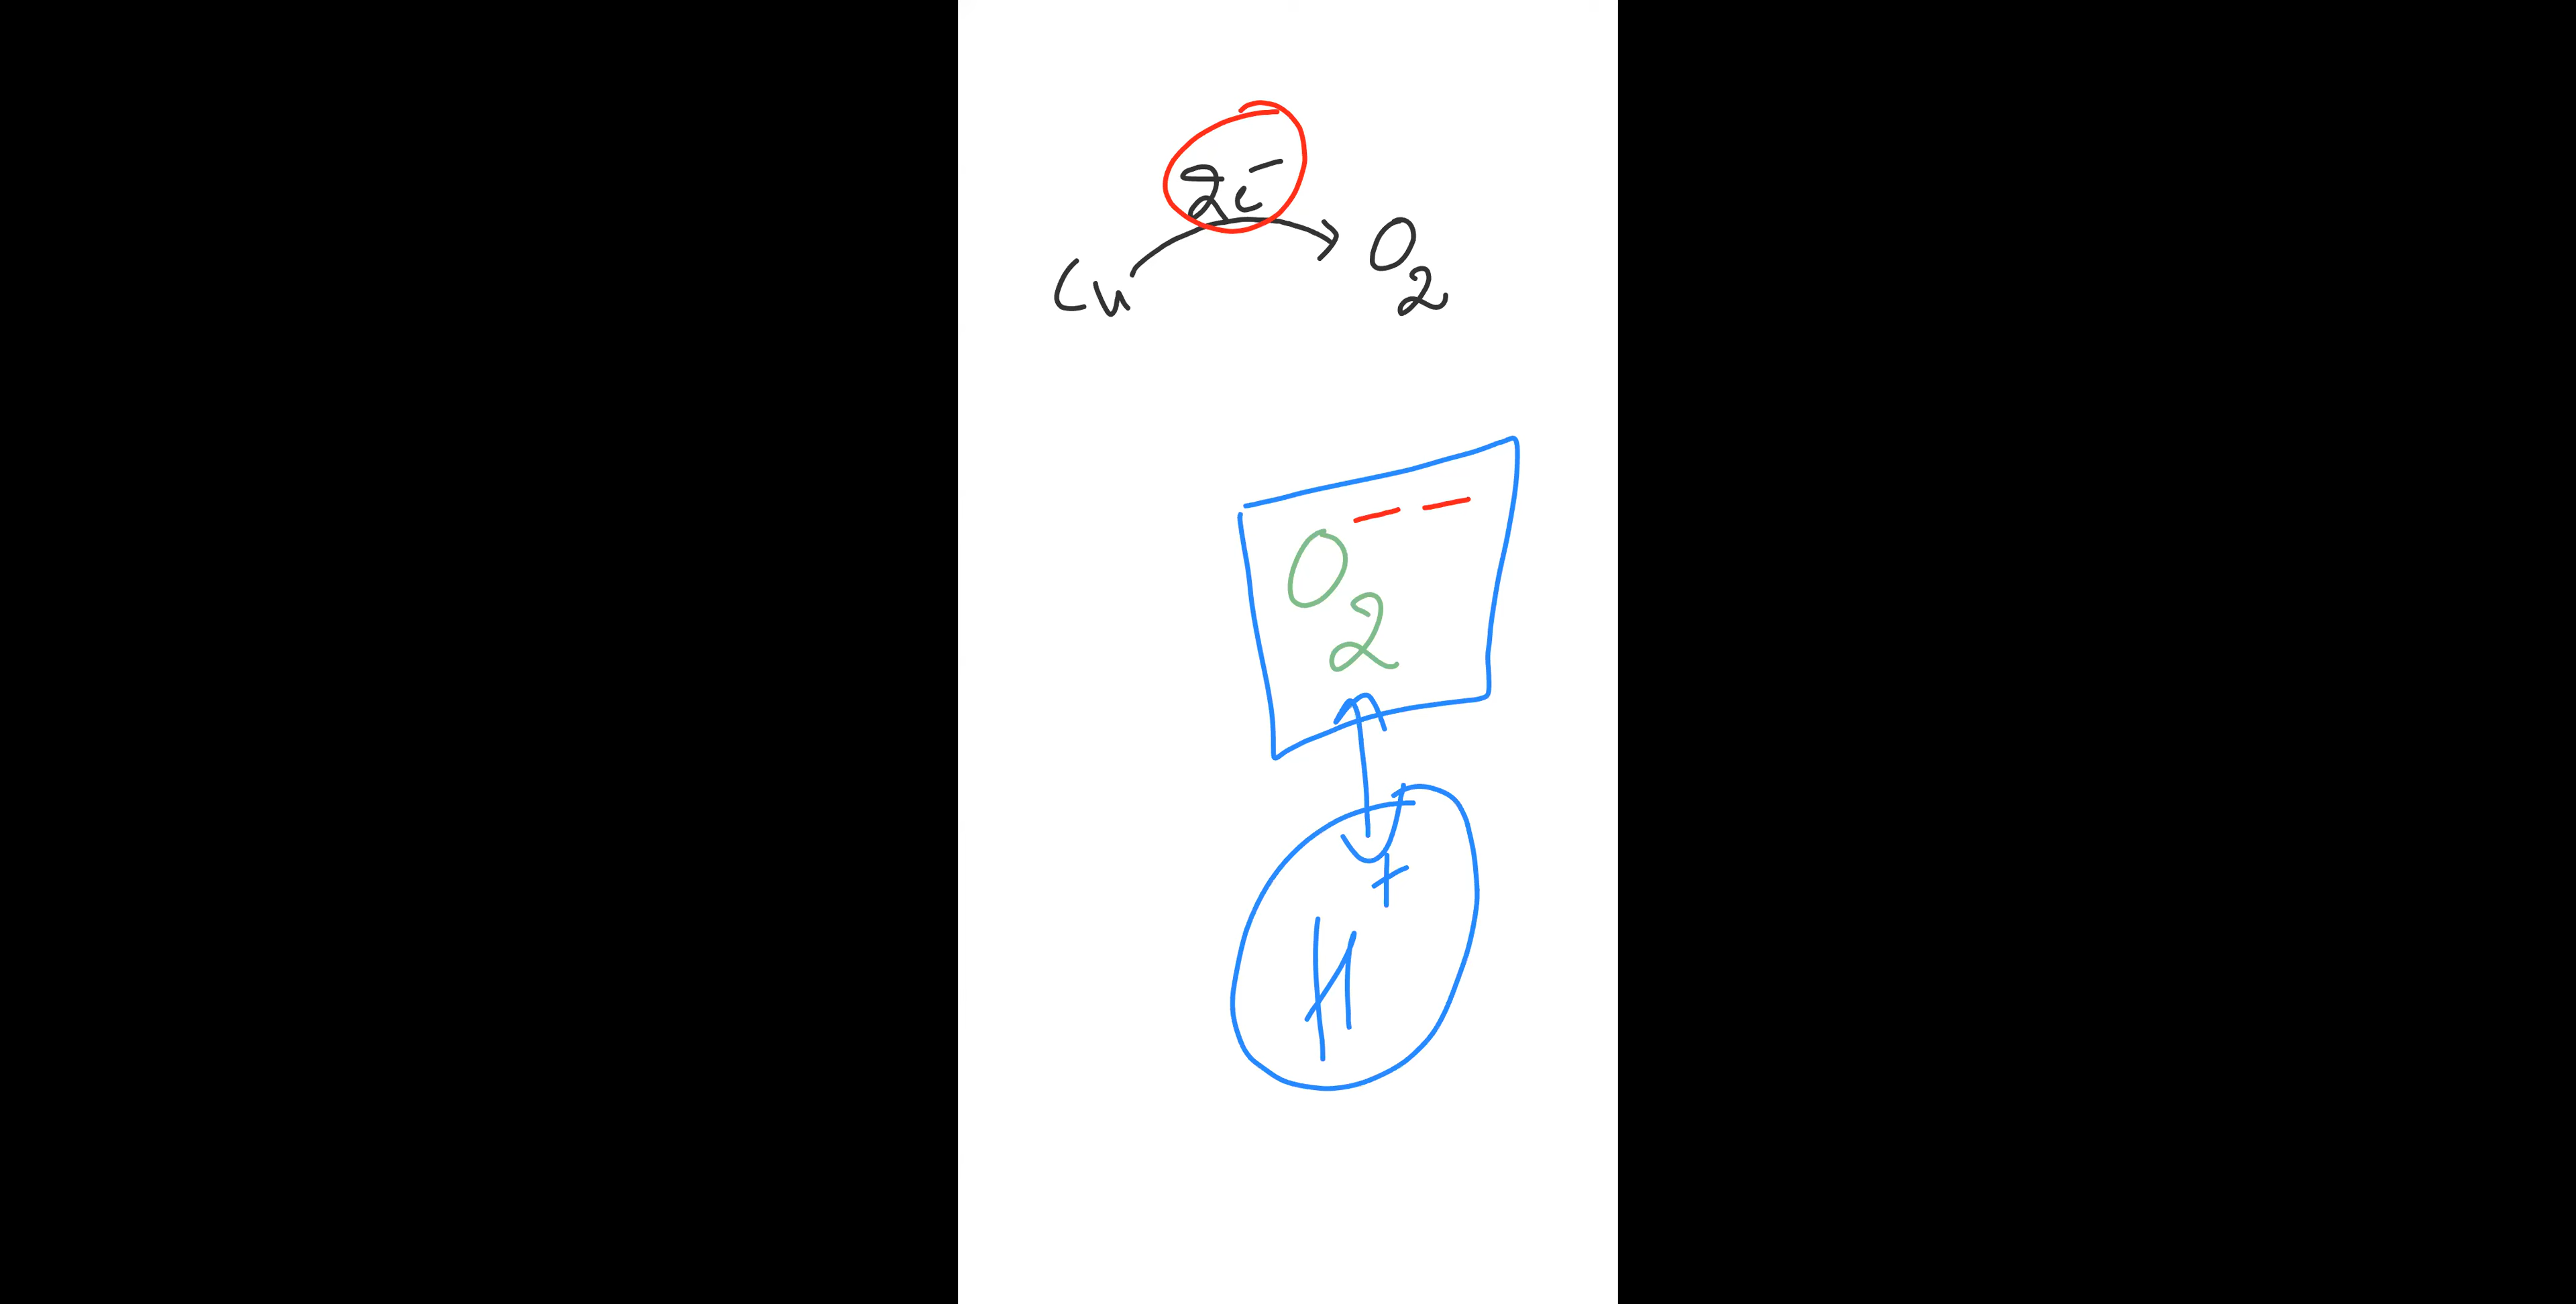 2e⁻
Cu → O₂
O₂⁻⁻
H⁺